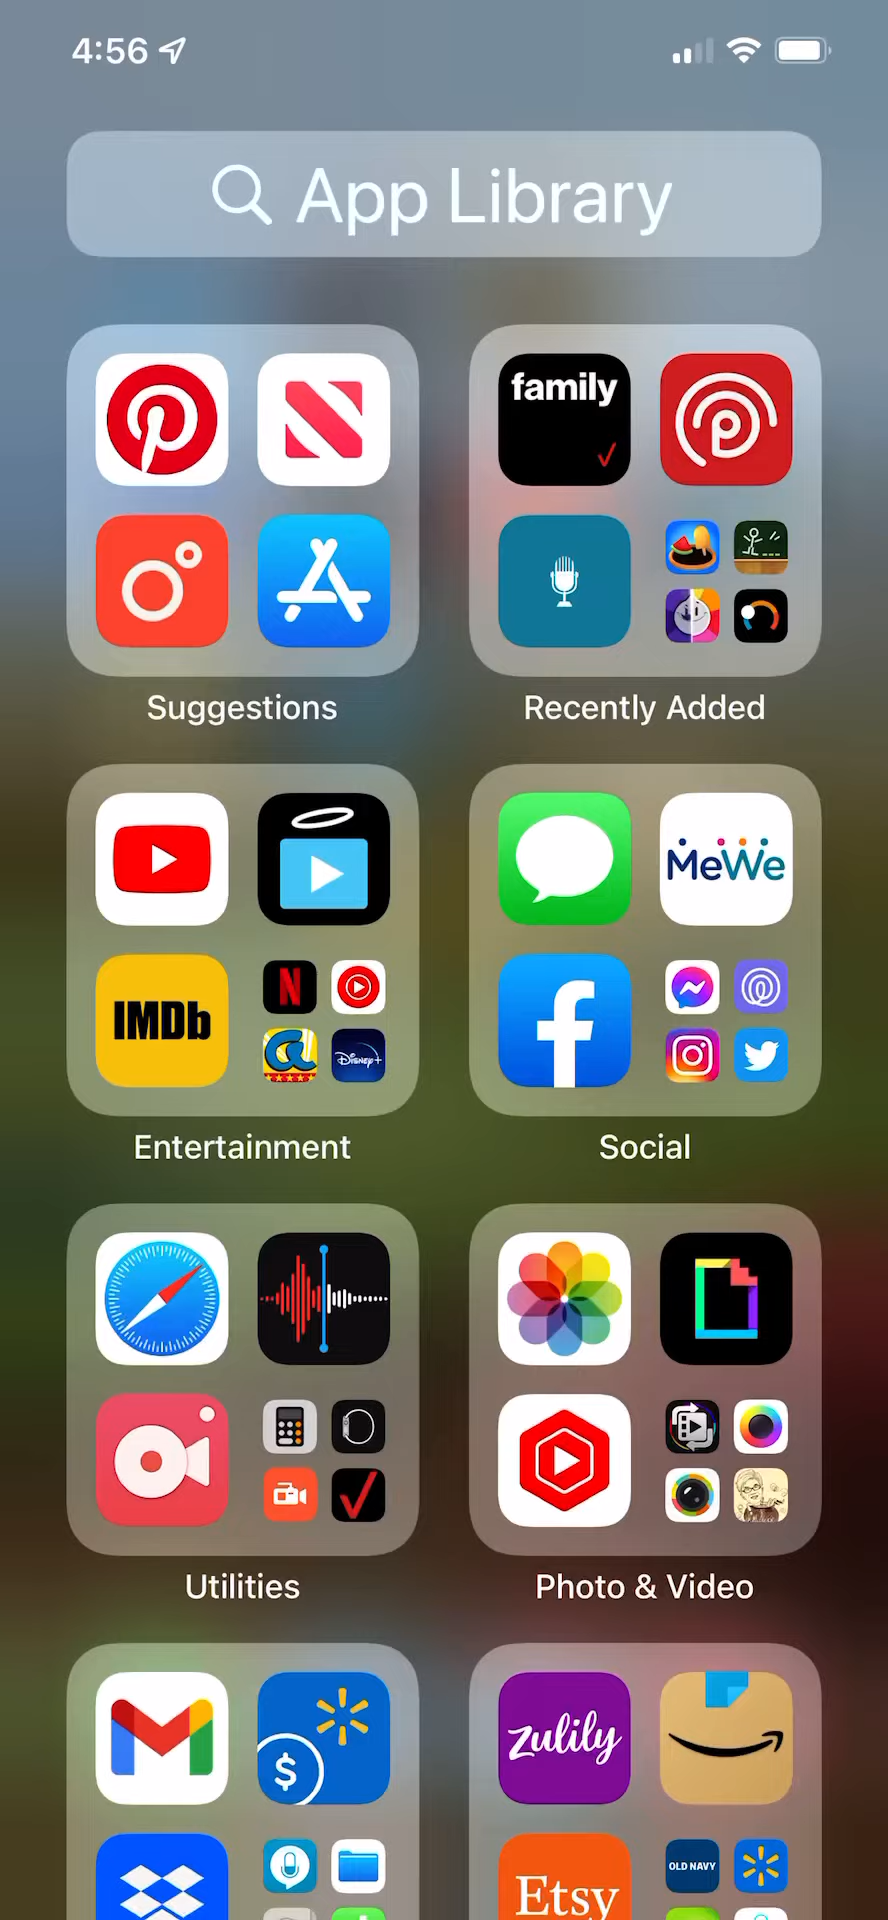 4:56
App Library
family
Suggestions
Recently Added
MeWe
IMDb
N
Disney+
Entertainment
Social
Utilities
Photo & Video
zulily
$
OLD NAVY
Etsy